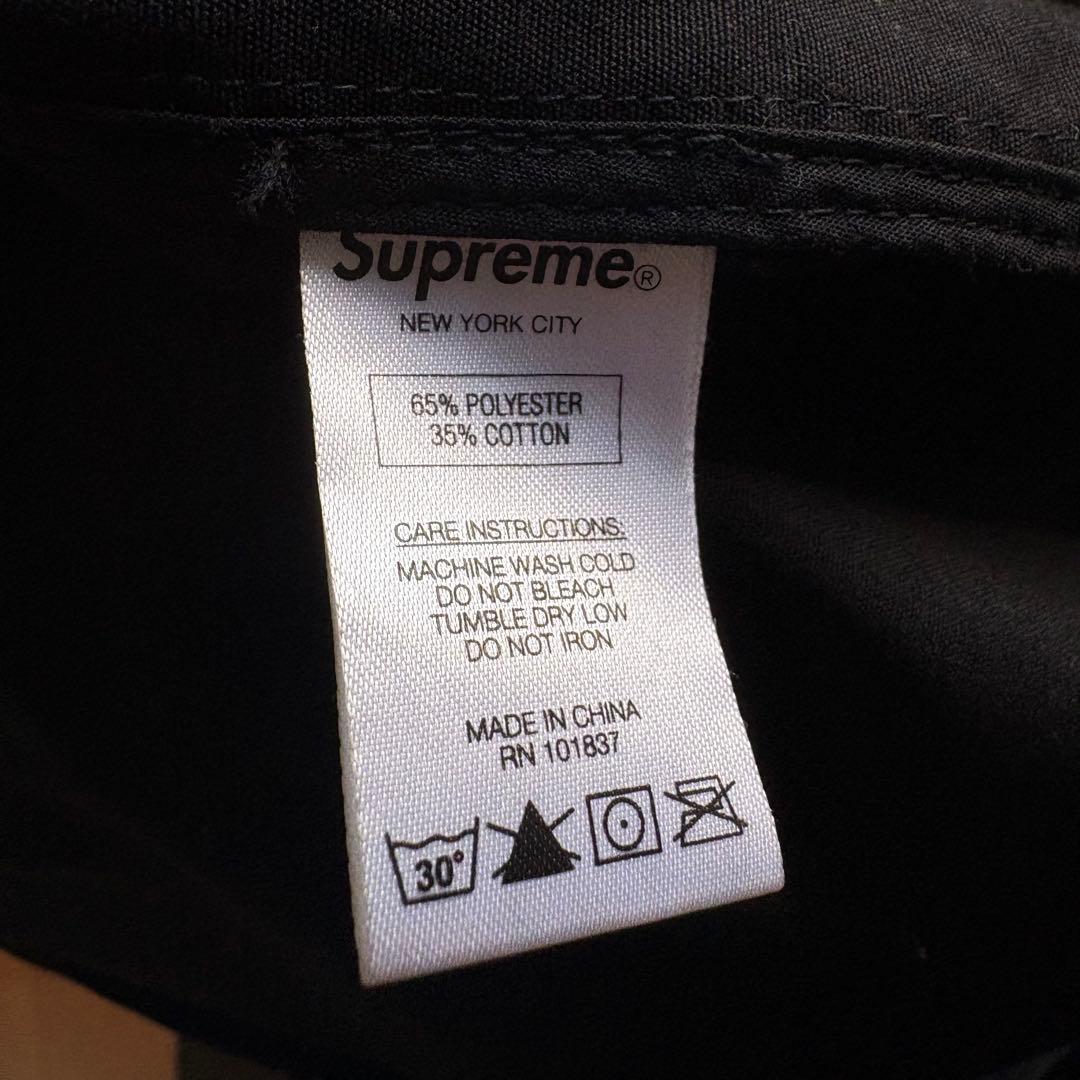 Supreme®
NEW YORK CITY
65% POLYESTER
35% COTTON
CARE INSTRUCTIONS:
MACHINE WASH COLD
DO NOT BLEACH
TUMBLE DRY LOW
DO NOT IRON
MADE IN CHINA
RN 101837
30°